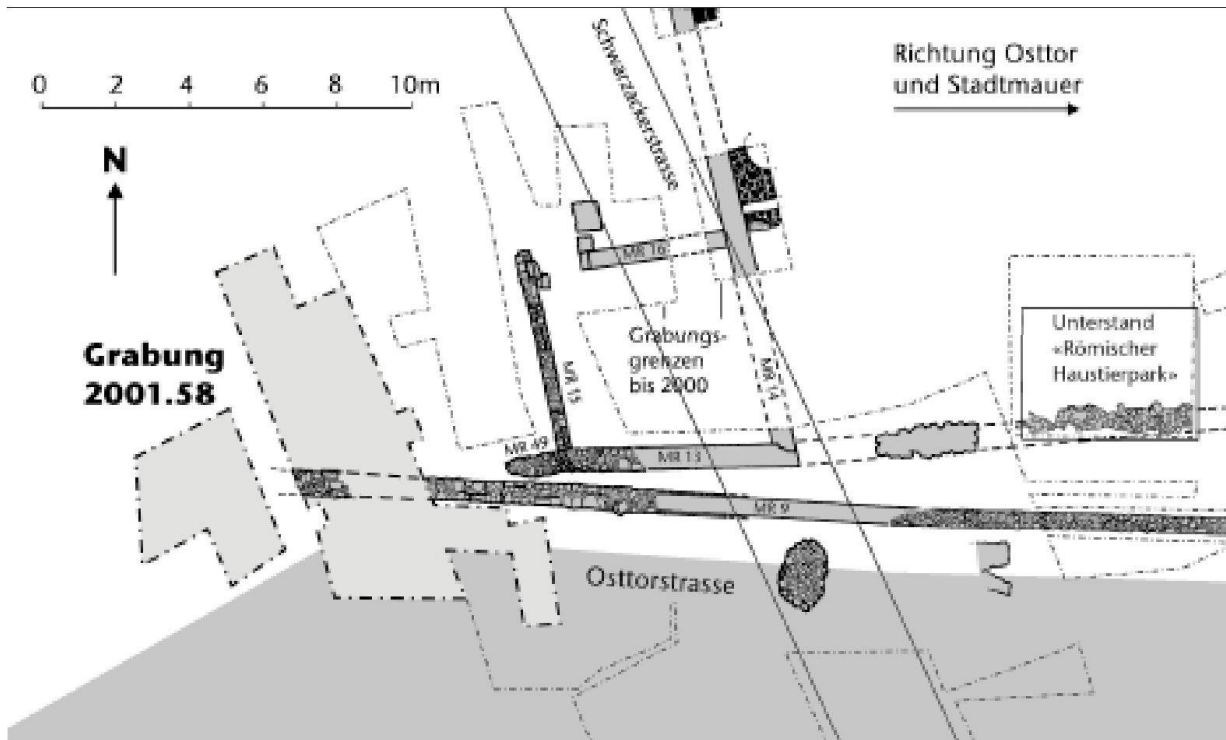 0 2 4 6 8 10m
N
Schwarzackerstrasse
Richtung Osttor
und Stadtmauer
MR 16
Grabung
2001.58
Grabungs-
grenzen
bis 2000
MR 15
MR 14
Unterstand
«Römischer
Haustierpark»
MR 49
MR 13
MR 9
Osttorstrasse